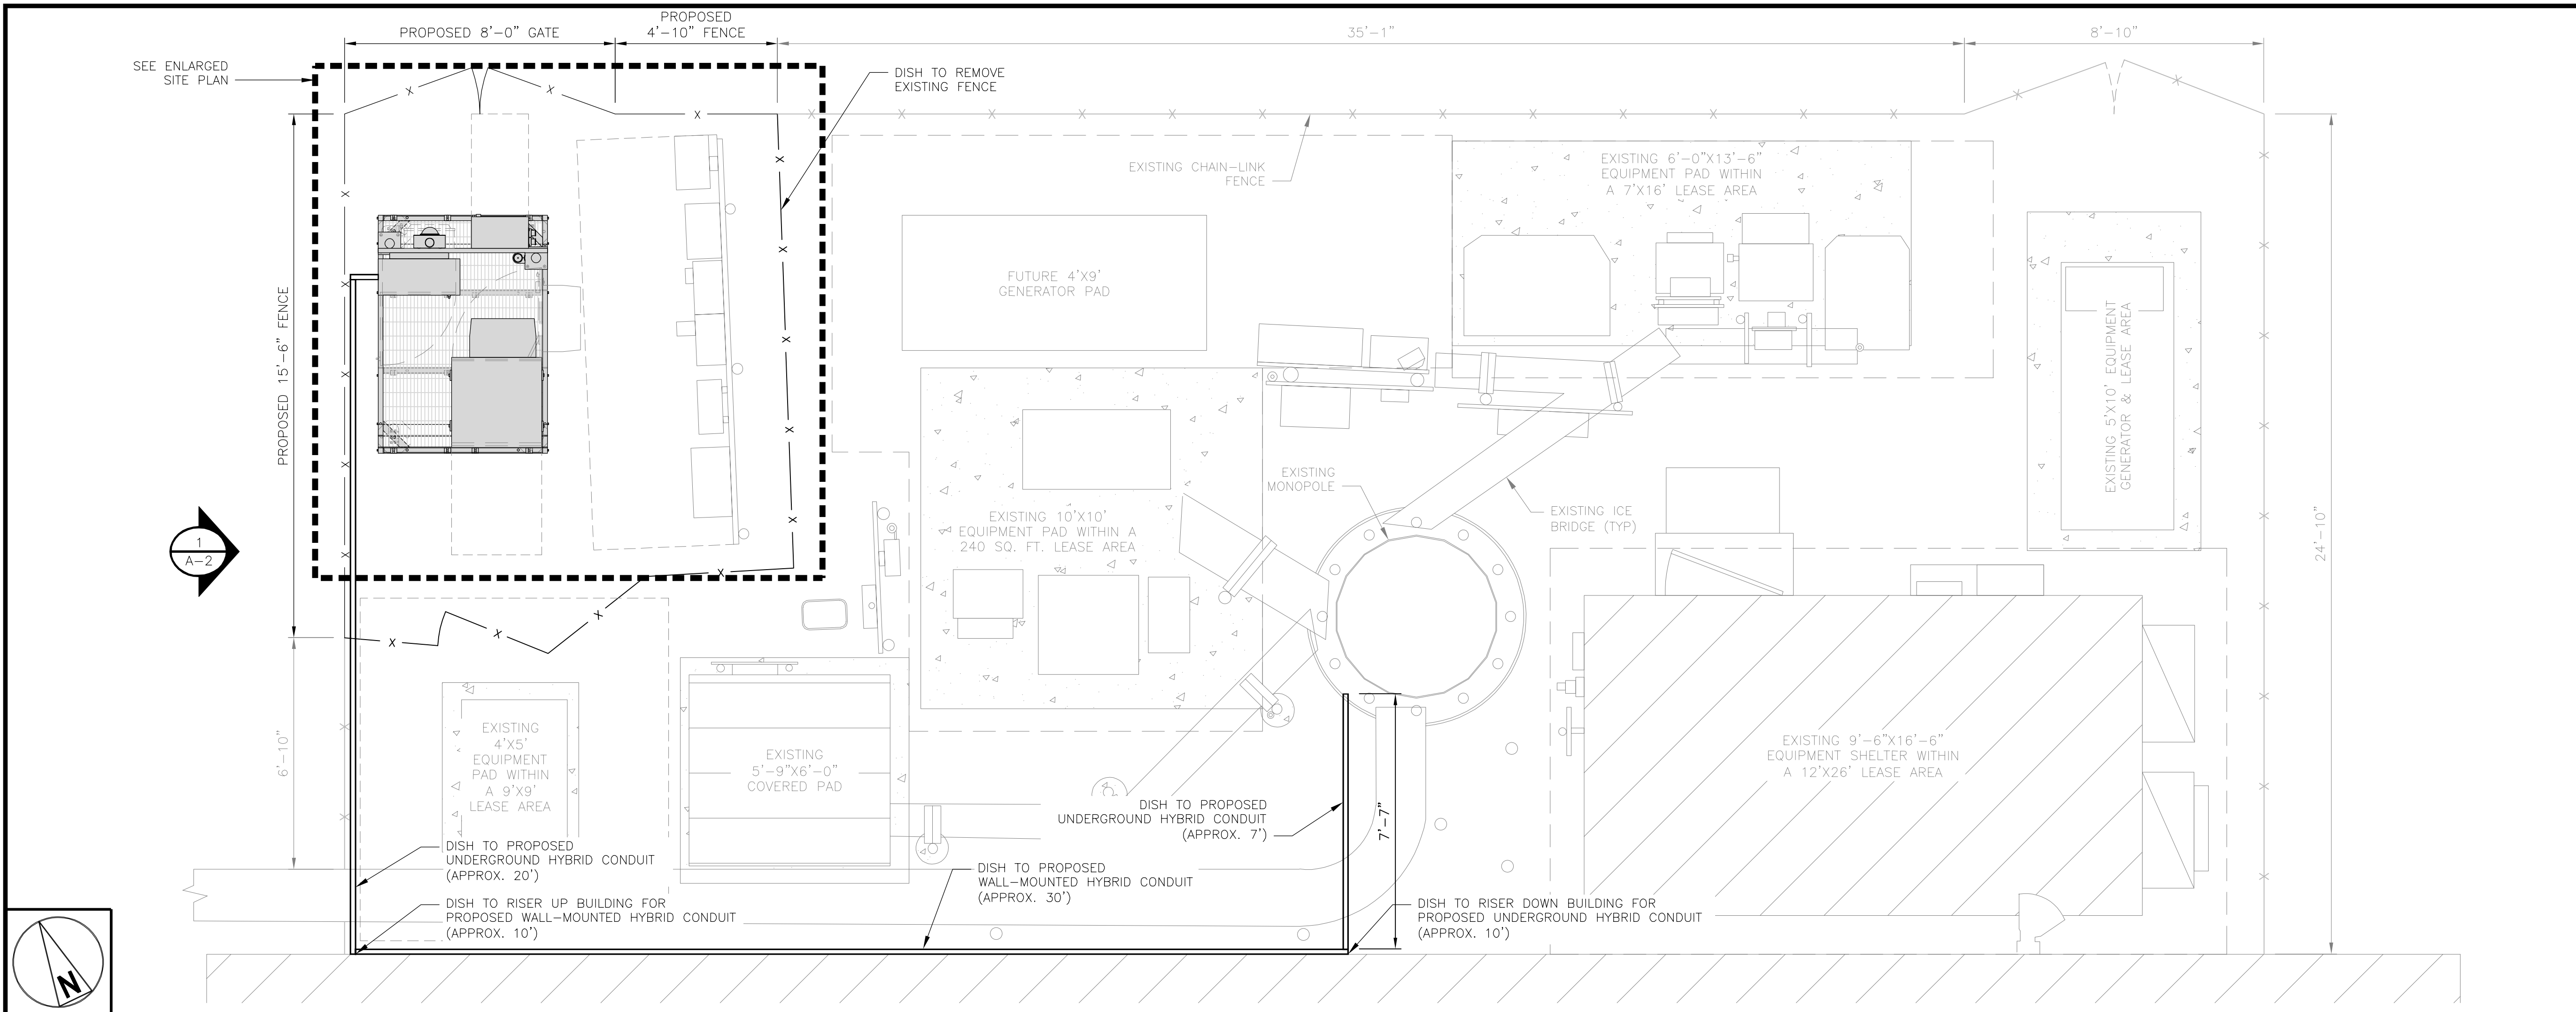 PROPOSED 8'-0" GATE
PROPOSED
4'-10" FENCE
35'-1"
8'-10"
SEE ENLARGED
SITE PLAN
DISH TO REMOVE
EXISTING FENCE
EXISTING CHAIN-LINK
FENCE
EXISTING 6'-0"X13'-6"
EQUIPMENT PAD WITHIN
A 7'X16' LEASE AREA
FUTURE 4'X9'
GENERATOR PAD
PROPOSED 15'-6" FENCE
EXISTING 5'X10' EQUIPMENT
GENERATOR & LEASE AREA
EXISTING
MONOPOLE
EXISTING ICE
BRIDGE (TYP)
EXISTING 10'X10'
EQUIPMENT PAD WITHIN A
240 SQ. FT. LEASE AREA
24'-10"
1
A-2
6'-10"
EXISTING
4'X5'
EQUIPMENT
PAD WITHIN
A 9'X9'
LEASE AREA
EXISTING
5'-9"X6'-0"
COVERED PAD
EXISTING 9'-6"X16'-6"
EQUIPMENT SHELTER WITHIN
A 12'X26' LEASE AREA
DISH TO PROPOSED
UNDERGROUND HYBRID CONDUIT
(APPROX. 7')
7'-7"
DISH TO PROPOSED
UNDERGROUND HYBRID CONDUIT
(APPROX. 20')
DISH TO PROPOSED
WALL-MOUNTED HYBRID CONDUIT
(APPROX. 30')
DISH TO RISER UP BUILDING FOR
PROPOSED WALL-MOUNTED HYBRID CONDUIT
(APPROX. 10')
DISH TO RISER DOWN BUILDING FOR
PROPOSED UNDERGROUND HYBRID CONDUIT
(APPROX. 10')
N